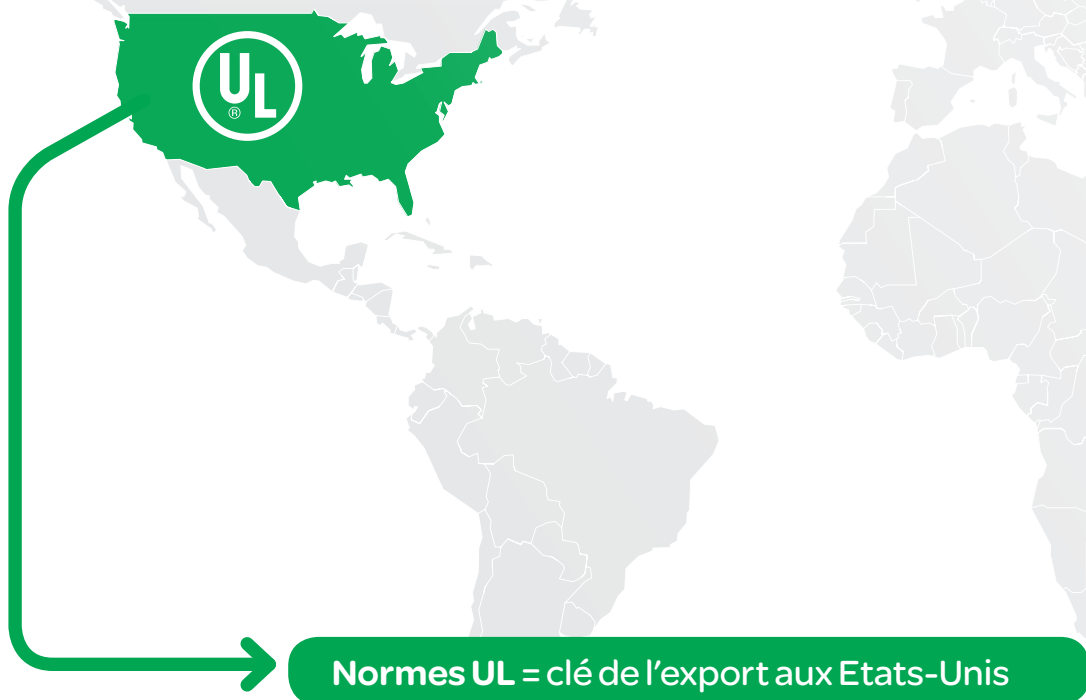 UL
®
Normes UL = clé de l’export aux Etats-Unis